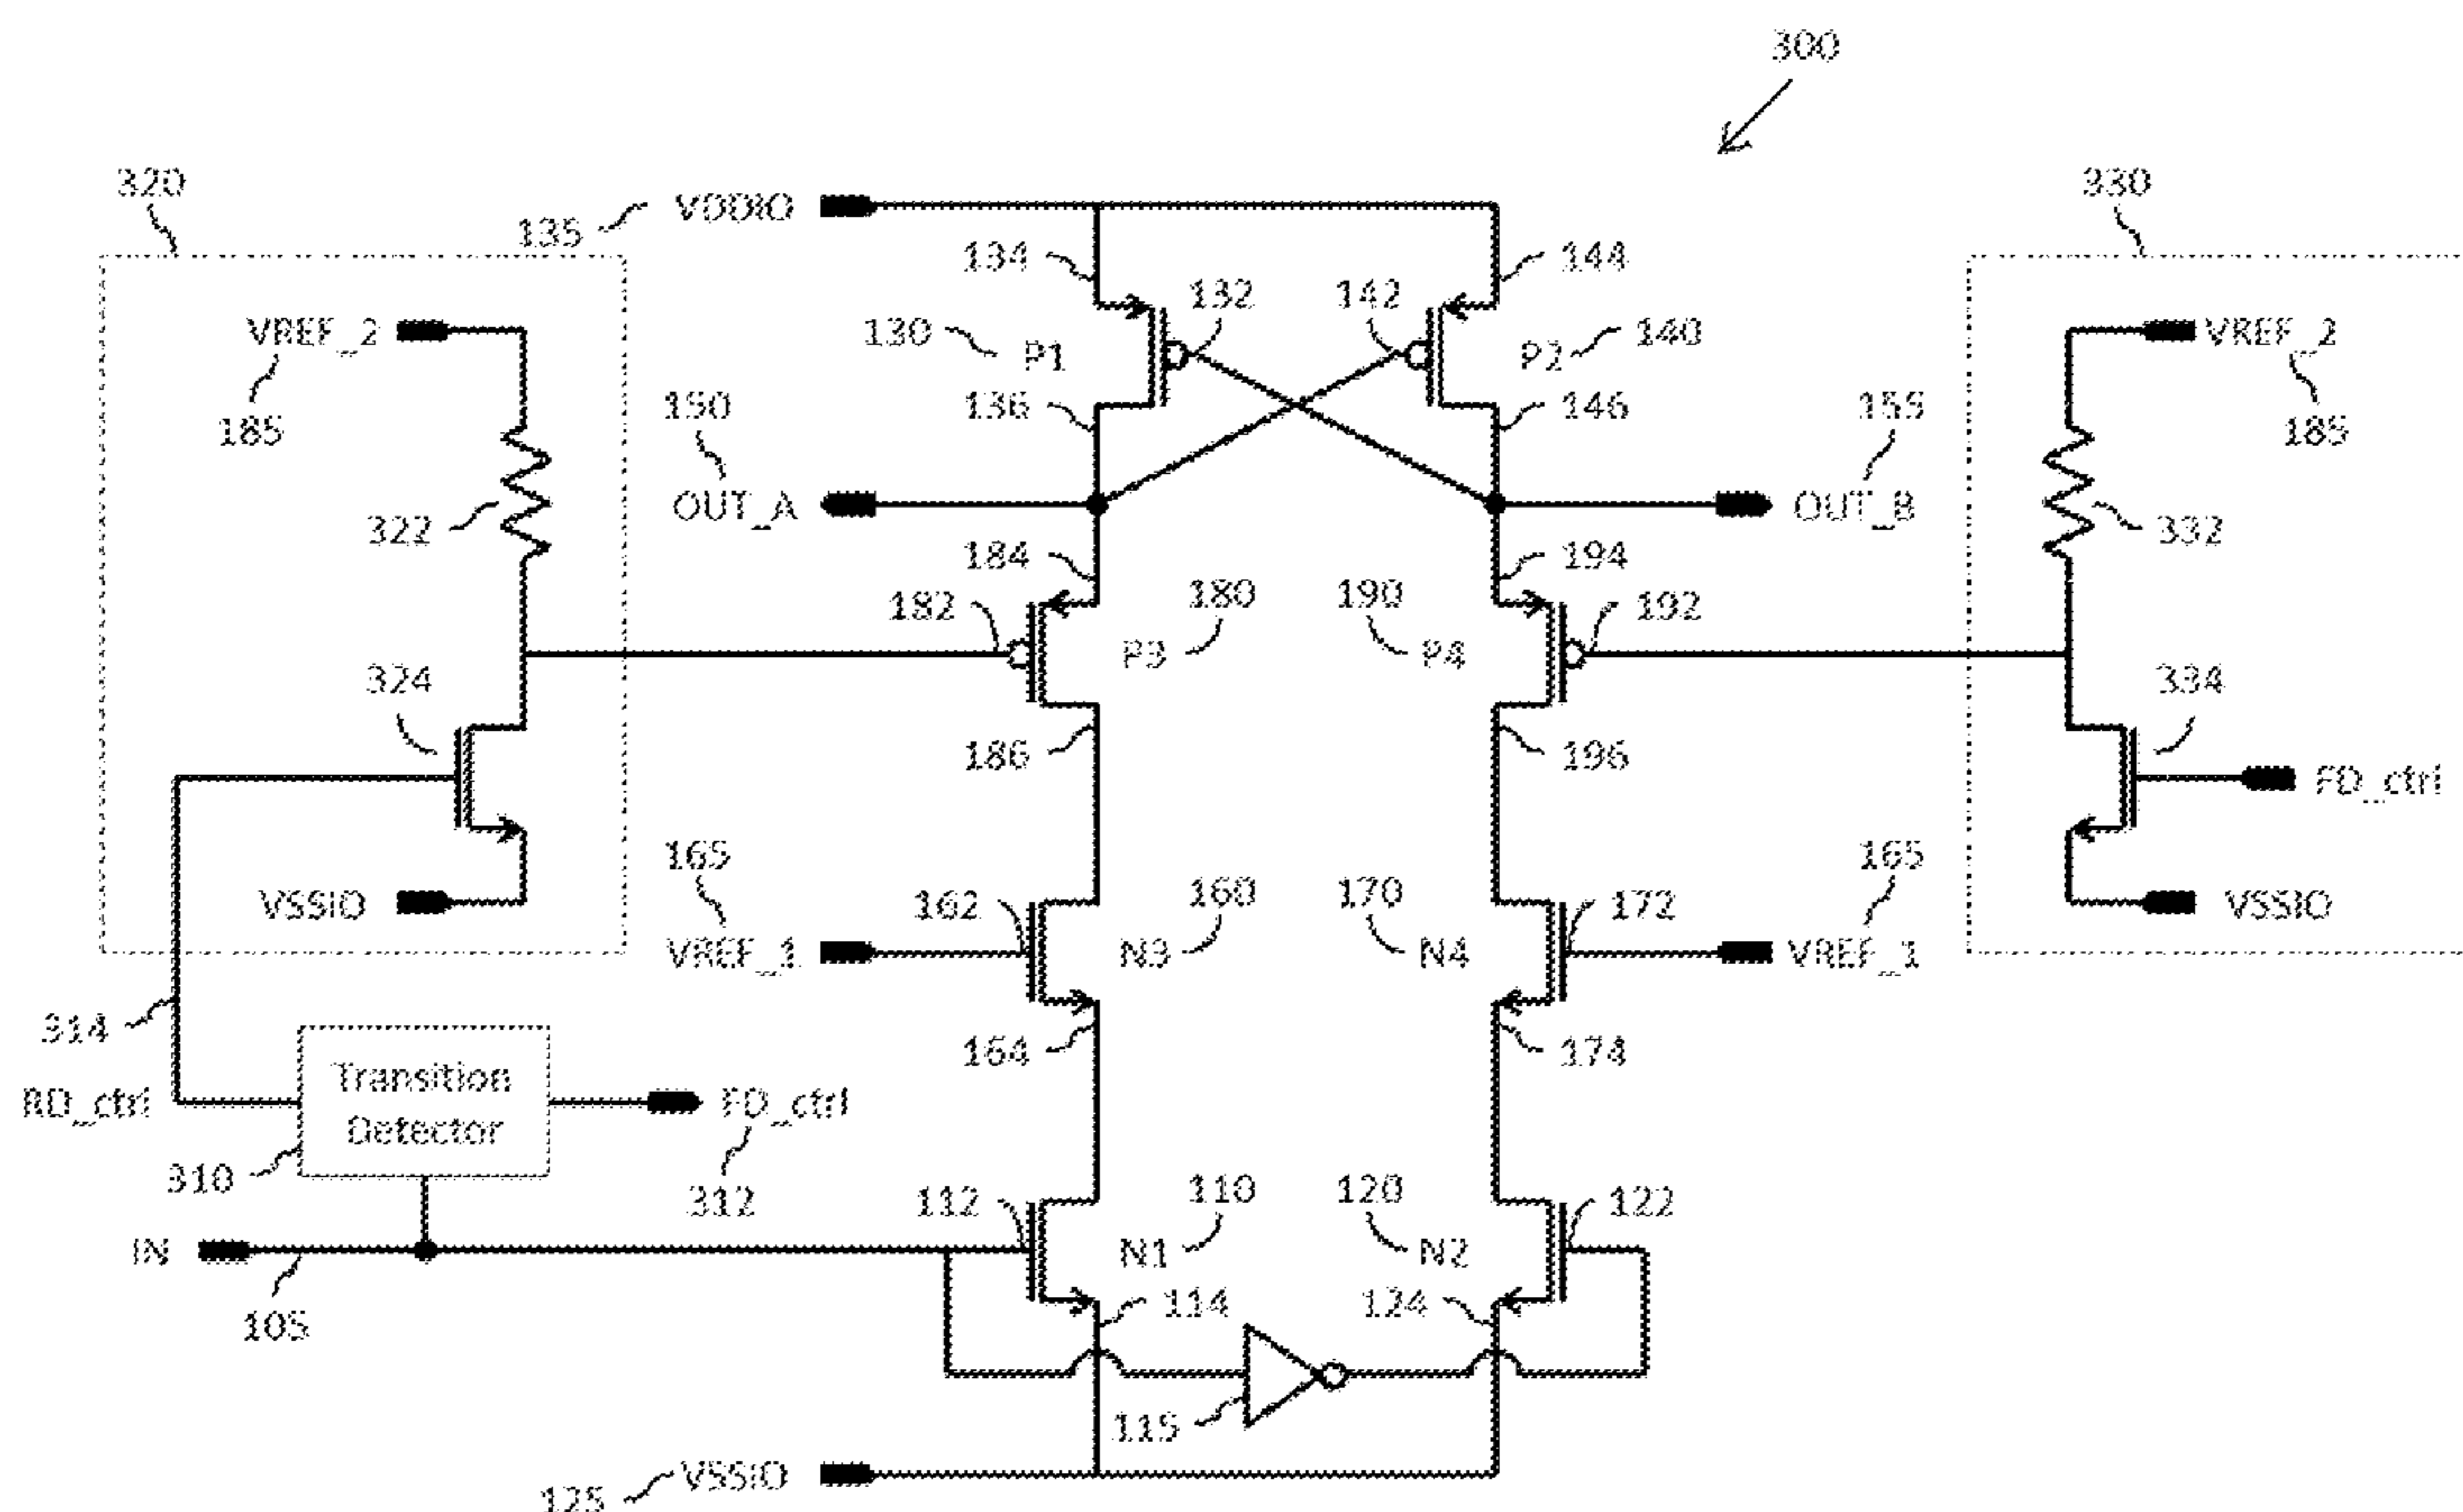 300
320
330
135 VDDIO
134
144
132
142
VREF_2
130 P1
P2 140
VREF_2
185
150
136
146
155
185
OUT_A
OUT_B
322
332
184
194
182
180
190
192
P3
P4
324
334
186
196
FD_ctrl
165
162
160
170
172
165
VSSIO
VSSIO
VREF_1
N3
N4
VREF_1
314
164
174
Transition
Detector
RD_ctrl
FD_ctrl
310
312
112
110
120
122
IN
N1
N2
105
114
124
115
125 VSSIO